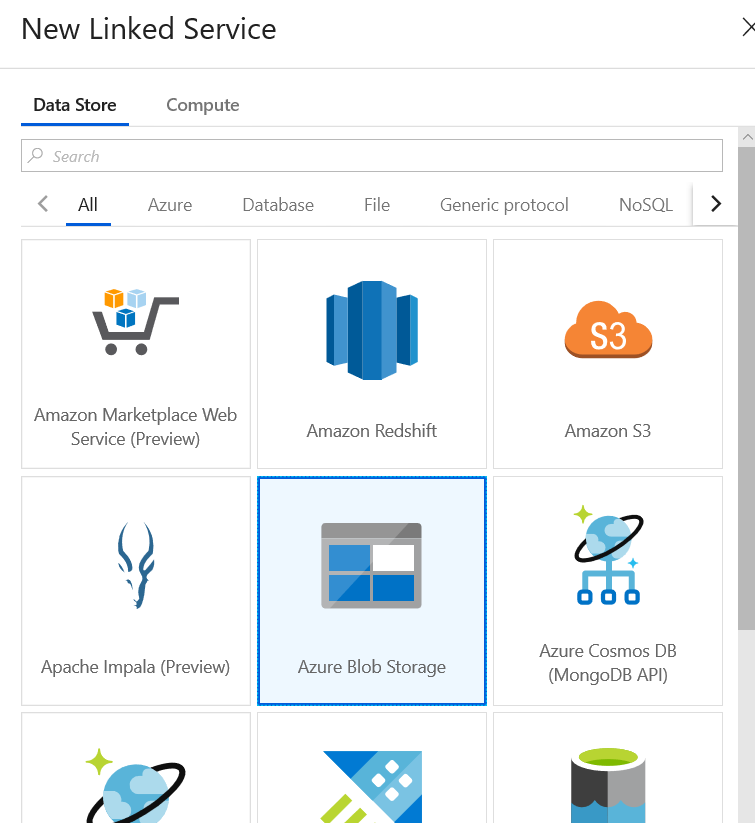 New Linked Service
Data Store
Compute
Search
All
Azure
Database
File
Generic protocol
NoSQL
Amazon Marketplace Web
Service (Preview)
Amazon Redshift
S3
Amazon S3
Apache Impala (Preview)
Azure Blob Storage
Azure Cosmos DB
(MongoDB API)